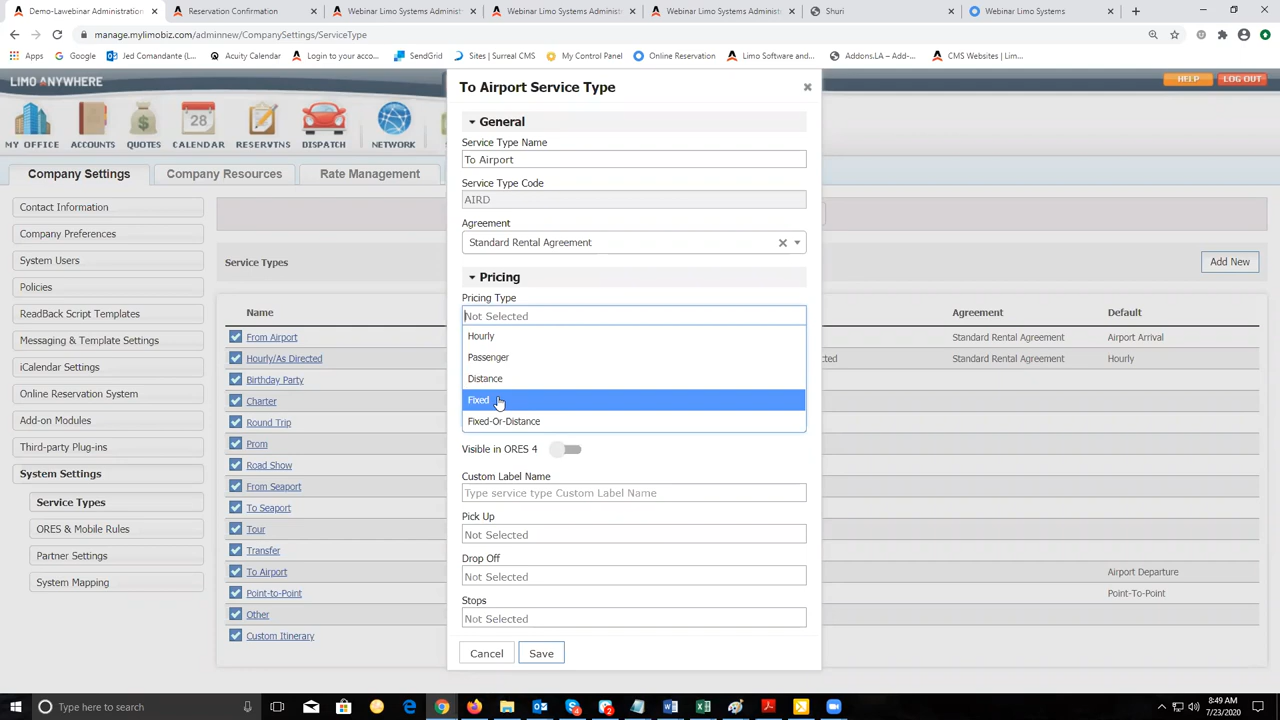 Demo-Lawebinar Administration
Reservation Confirmation
Webinar Limo Systems Administ
Webinar Limo Systems Administ
Webinar Limo Systems Administ
Shuri
Webinar Limo Systems
manage.mylimobiz.com/adminnew/CompanySettings/ServiceType
Apps
Google
Jed Comandante (L...
Acuity Calendar
Login to your acco...
SendGrid
Sites | Surreal CMS
My Control Panel
Online Reservation
Limo Software and...
Addons.LA – Add-...
CMS Websites | Lim...
LIMO ANYWHERE
HELP
LOG OUT
MY OFFICE
ACCOUNTS
QUOTES
28
CALENDAR
RESERVTNS
DISPATCH
NETWORK
Company Settings
Company Resources
Rate Management
Contact Information
Company Preferences
System Users
Policies
ReadBack Script Templates
Messaging & Template Settings
iCalendar Settings
Online Reservation System
Add-on Modules
Third-party Plug-ins
System Settings
Service Types
ORES & Mobile Rules
Partner Settings
System Mapping
Service Types
Add New
Name
Agreement
Default
From Airport
Standard Rental Agreement
Airport Arrival
Hourly/As Directed
Standard Rental Agreement
Hourly
Birthday Party
Charter
Round Trip
Prom
Road Show
From Seaport
To Seaport
Tour
Transfer
To Airport
Airport Departure
Point-to-Point
Point-To-Point
Other
Custom Itinerary
To Airport Service Type
General
Service Type Name
To Airport
Service Type Code
AIRD
Agreement
Standard Rental Agreement
Pricing
Pricing Type
Not Selected
Hourly
Passenger
Distance
Fixed
Fixed-Or-Distance
Visible in ORES 4
Custom Label Name
Type service type Custom Label Name
Pick Up
Not Selected
Drop Off
Not Selected
Stops
Not Selected
Cancel
Save
Type here to search
8:49 AM
7/23/2020